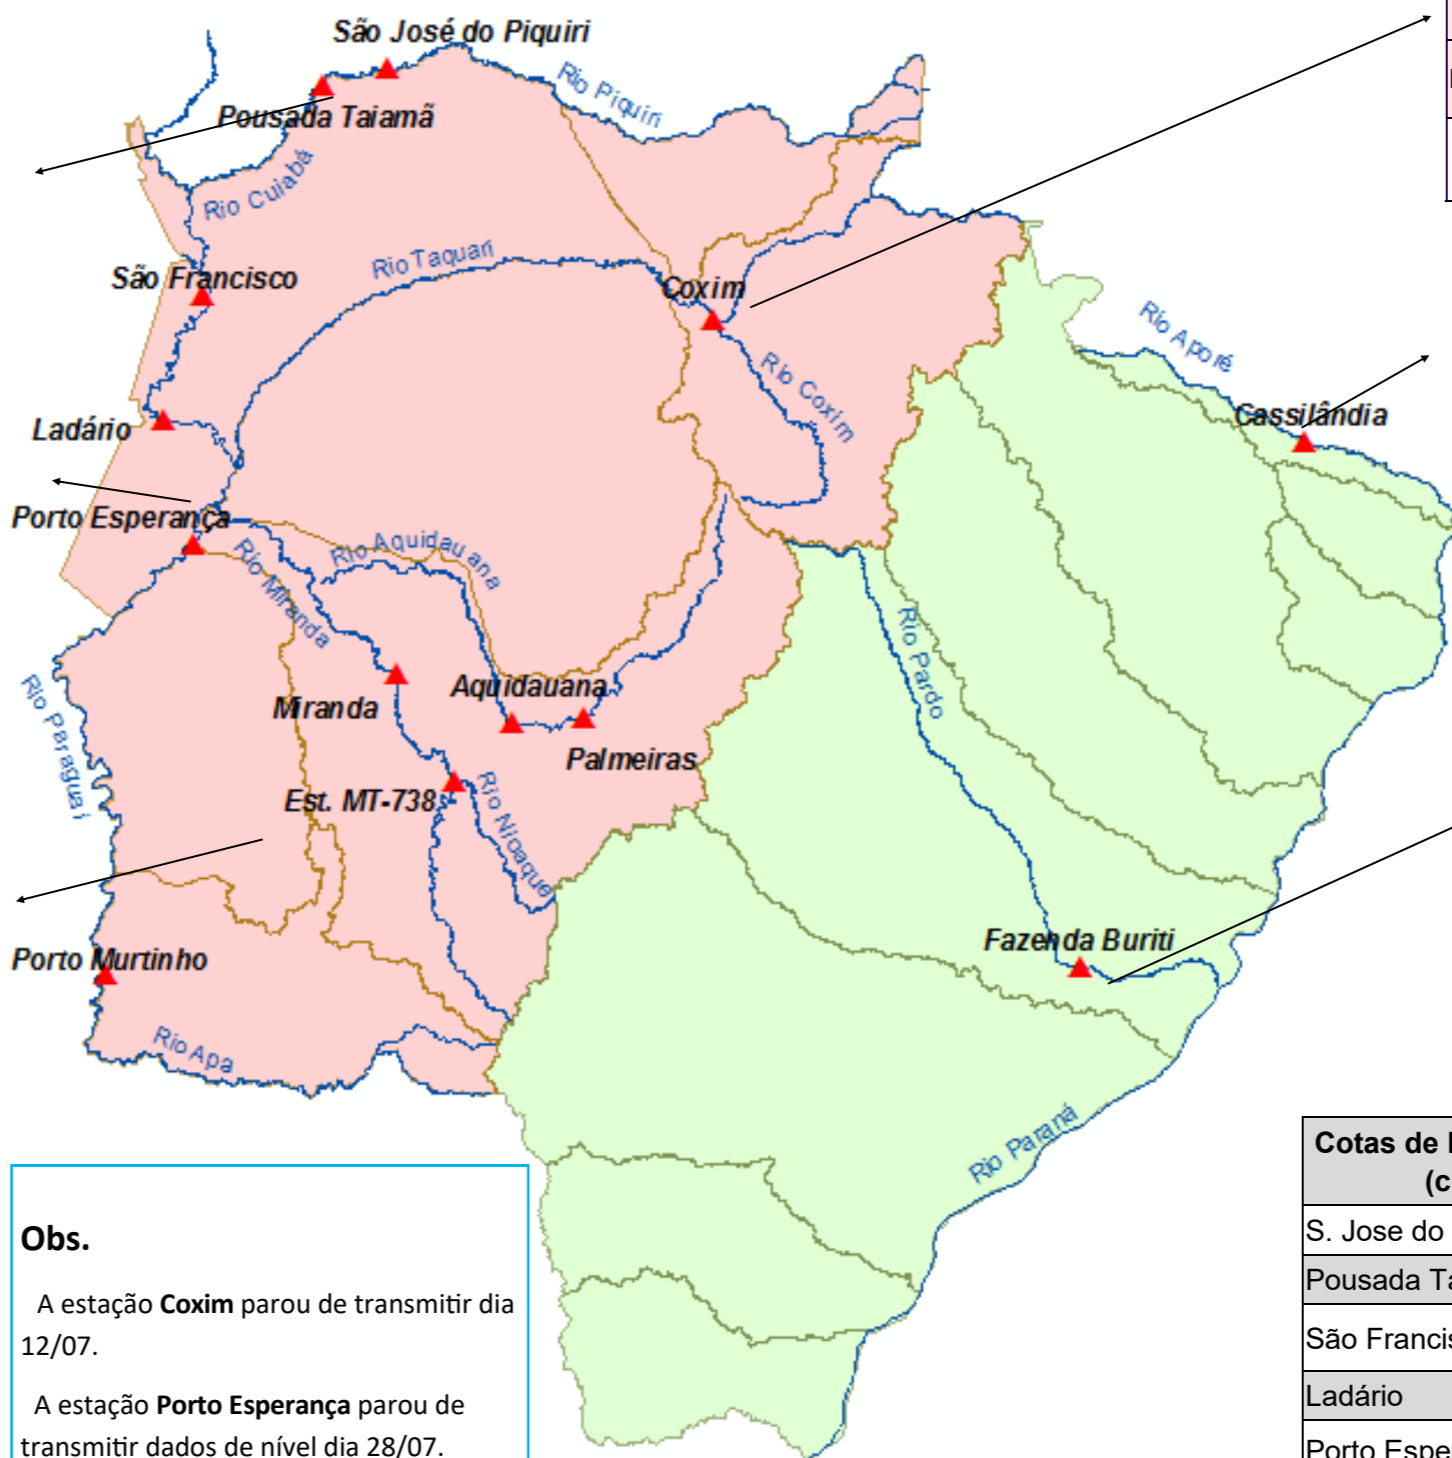 São José do Piquiri
Rio Piquiri
Pousada Taiamã
Rio Cuiabá
Rio Taquari
São Francisco
Coxim
Rio Coxim
Rio Aporé
Cassilândia
Ladário
Porto Esperança
Rio Aquidauana
Rio Miranda
Rio Pardo
Rio Paraguai
Aquidauana
Miranda
Palmeiras
Est. MT-738
Rio Nioaque
Fazenda Buriti
Porto Murtinho
Rio Apa
Rio Paraná
Obs.
A estação Coxim parou de transmitir dia
12/07.
A estação Porto Esperança parou de
transmitir dados de nível dia 28/07.
Cotas de
S. Jose do
Pousada
São
Ladário
Porto